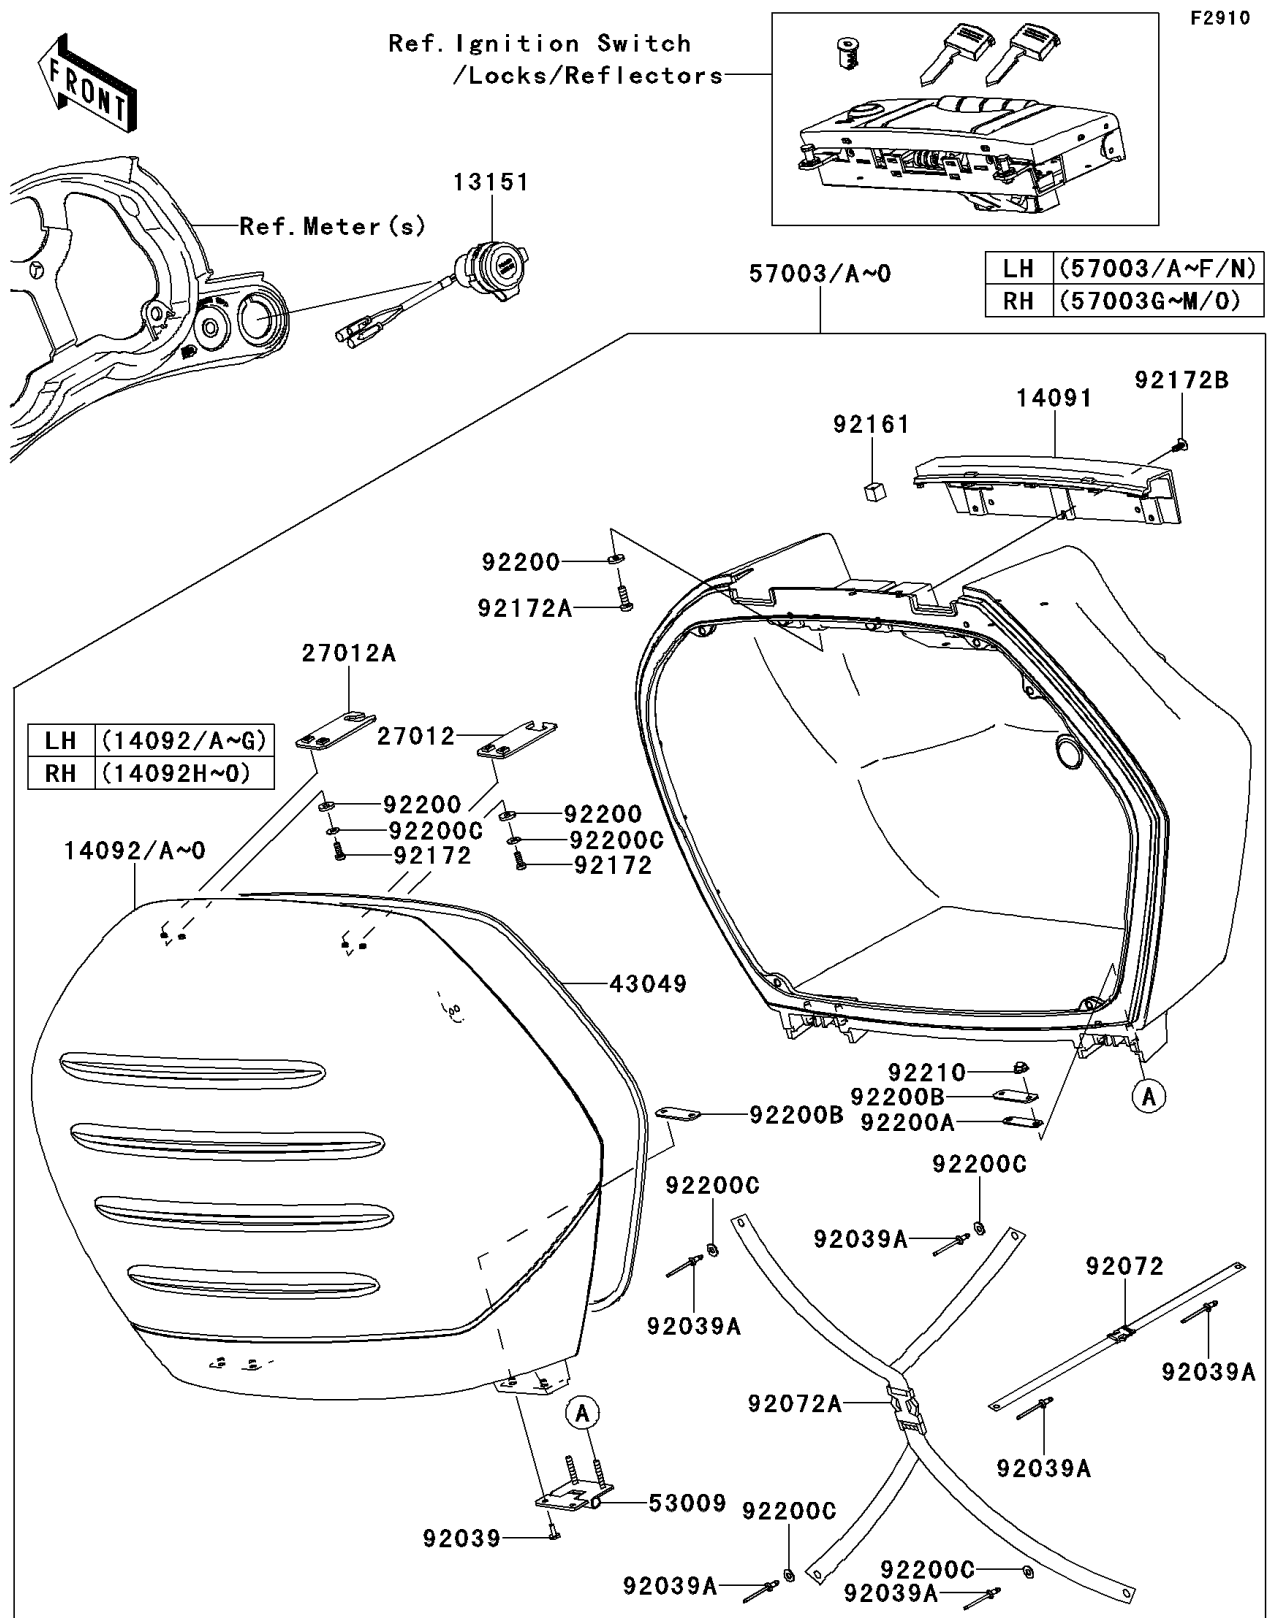 F2910
Ref. Ignition Switch
/Locks/Reflectors
FRONT
13151
Ref. Meter(s)
57003/A~O
LH (57003/A~F/N)
RH (57003G~M/O)
92172B
14091
92161
92200
92172A
27012A
27012
LH (14092/A~G)
RH (14092H~O)
92200
92200
92200C
92200C
14092/A~O
92172
92172
43049
92210
92200B
A
92200B
92200A
92200C
92200C
92039A
92072
92039A
92039A
92072A
A
92039A
53009
92200C
92039
92200C
92039A
92039A